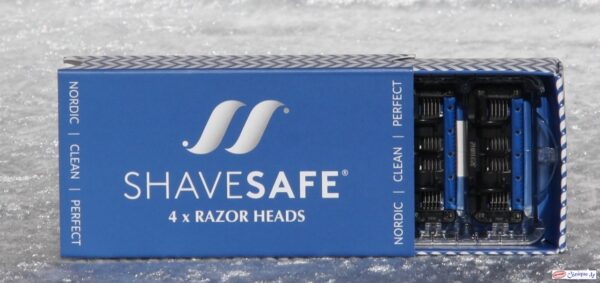 NORDIC | CLEAN | PERFECT
SHAVESAFE®
4 x RAZOR HEADS
NORDIC | CLEAN | PERFECT